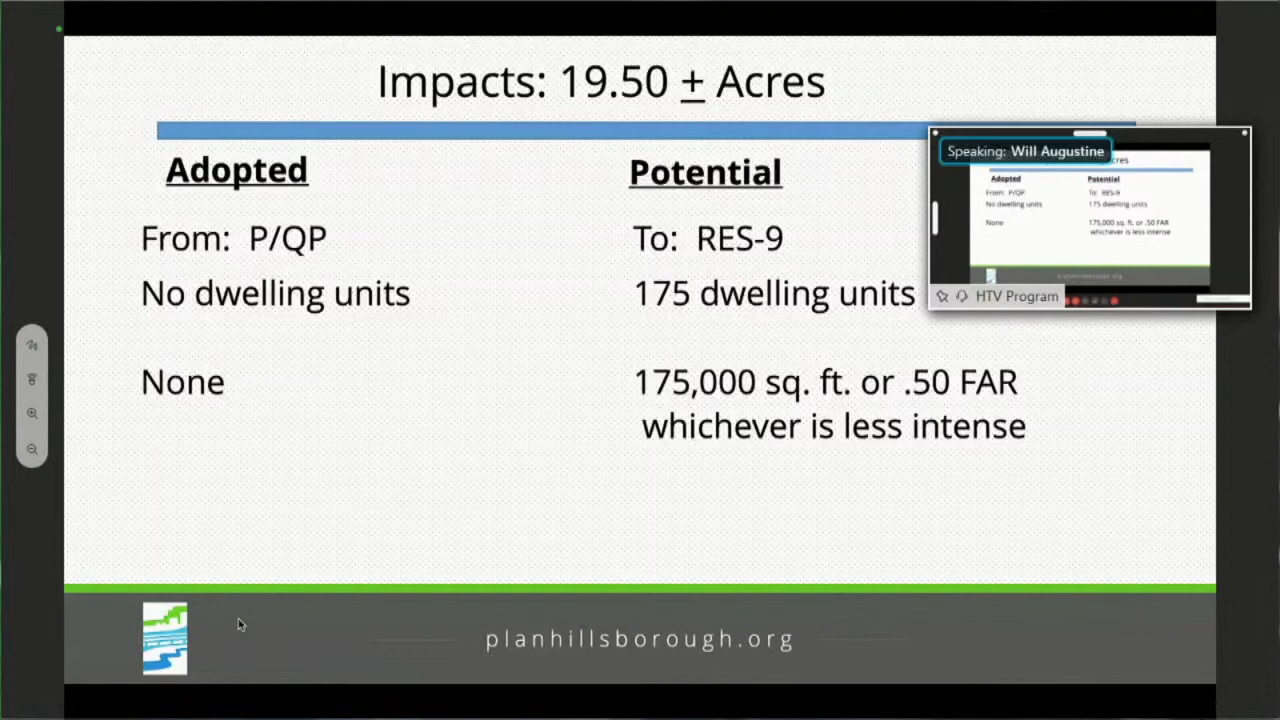 Impacts: 19.50 ± Acres
Adopted
Potential
From: P/QP
To: RES-9
No dwelling units
175 dwelling units
None
175,000 sq. ft. or .50 FAR
whichever is less intense
planhillsborough.org
Speaking: Will Augustine
cres
Adopted
Potential
From: P/QP
To: RES-9
No dwelling units
175 dwelling units
None
175,000 sq. ft. or .50 FAR
whichever is less intense
planhillsborough.org
HTV Program